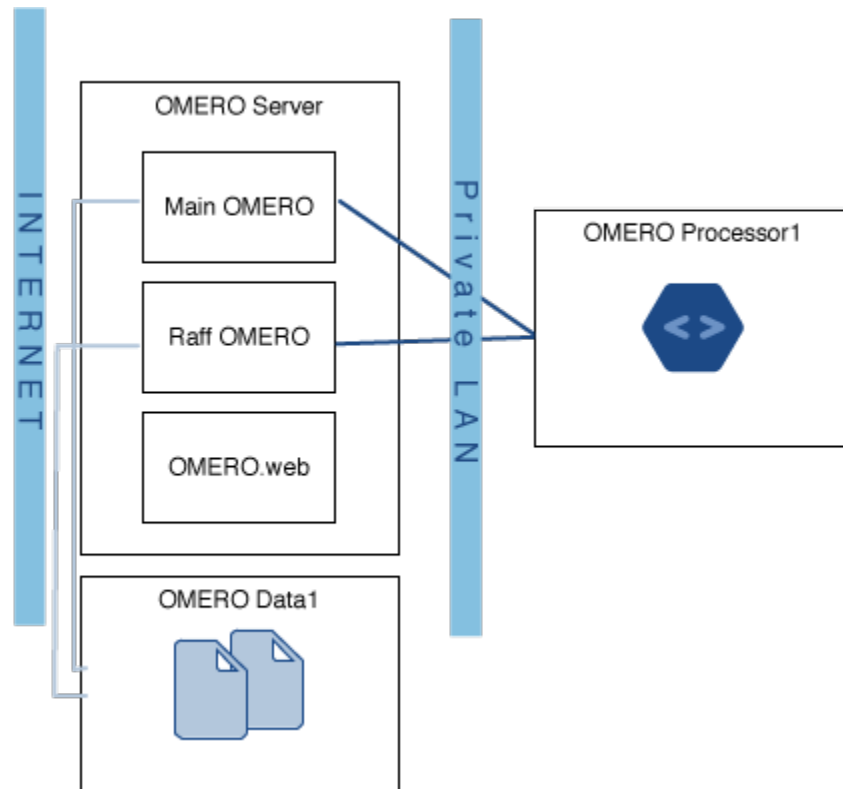 INTERNET
OMERO Server
Main OMERO
Raff OMERO
OMERO.web
OMERO Data1
Private LAN
OMERO Processor1
< >